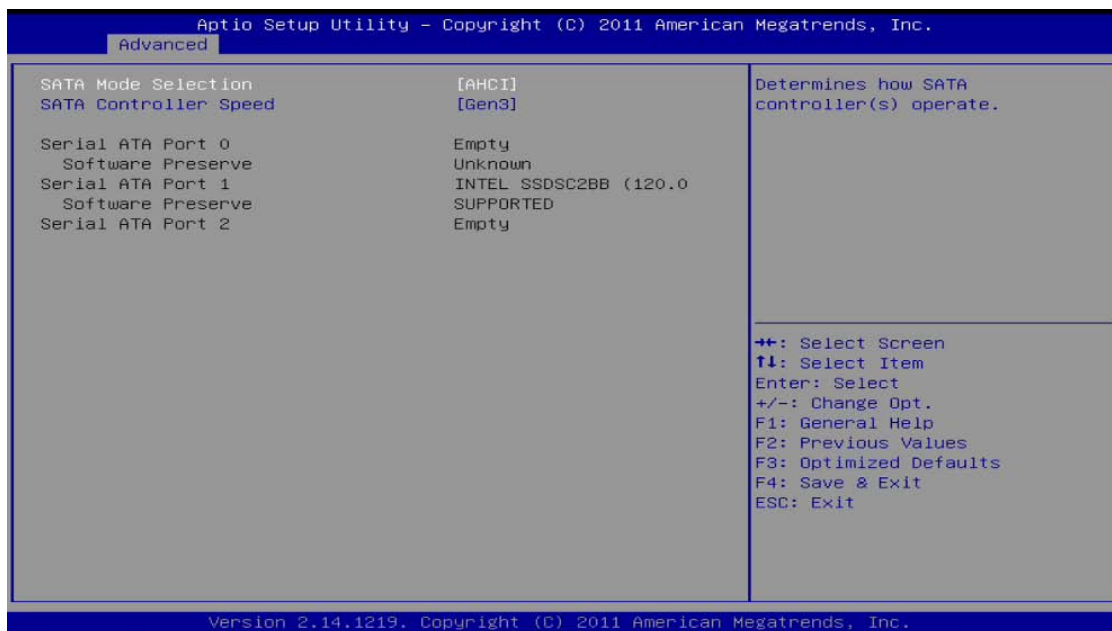 Aptio Setup Utility – Copyright (C) 2011 American Megatrends, Inc.
Advanced
SATA Mode Selection [AHCI]
SATA Controller Speed [Gen3]
Serial ATA Port 0 Empty
Software Preserve Unknown
Serial ATA Port 1 INTEL SSDSC2BB (120.0
Software Preserve SUPPORTED
Serial ATA Port 2 Empty
Determines how SATA
controller(s) operate.
→←: Select Screen
↑↓: Select Item
Enter: Select
+/-: Change Opt.
F1: General Help
F2: Previous Values
F3: Optimized Defaults
F4: Save & Exit
ESC: Exit
Version 2.14.1219. Copyright (C) 2011 American Megatrends, Inc.